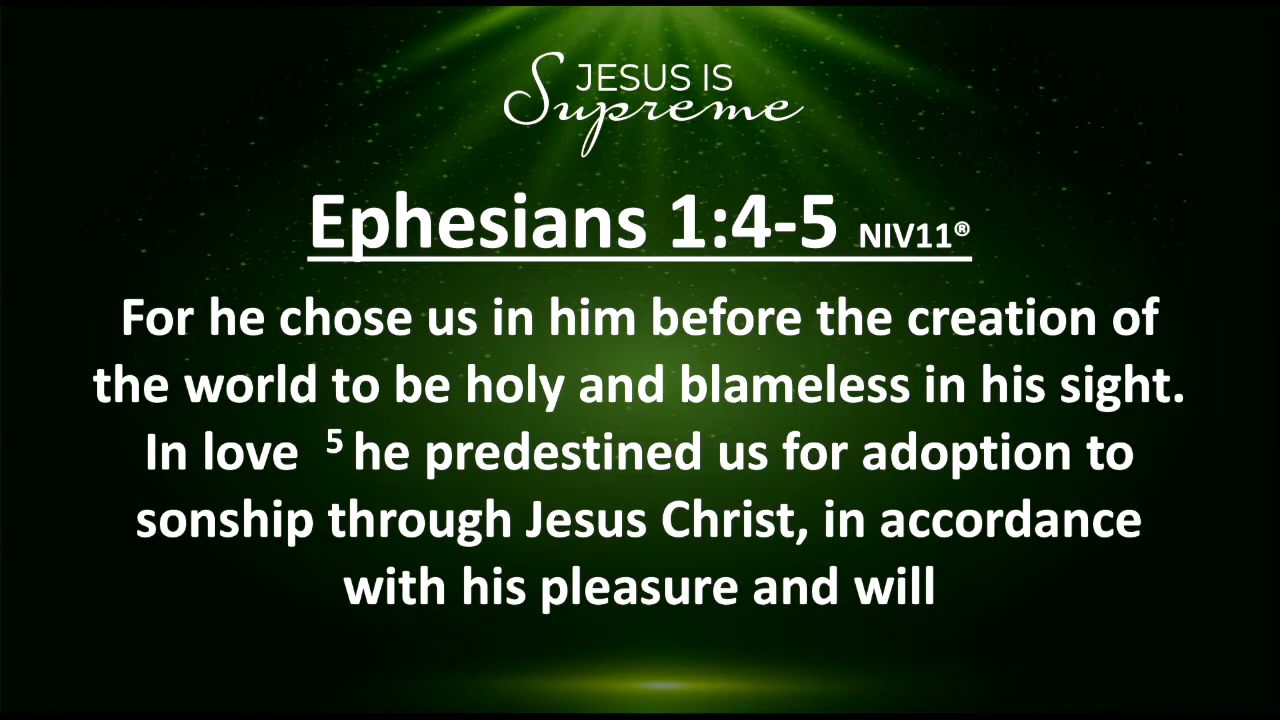 JESUS IS
Supreme
Ephesians 1:4-5 NIV11®
For he chose us in him before the creation of
the world to be holy and blameless in his sight.
In love ⁵ he predestined us for adoption to
sonship through Jesus Christ, in accordance
with his pleasure and will